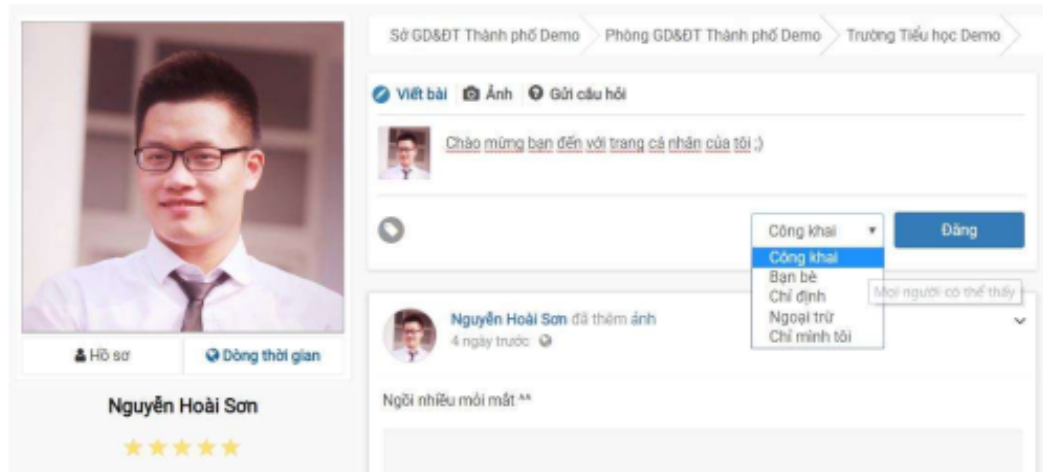 Sở GD&ĐT Thành phố Demo Phòng GD&ĐT Thành phố Demo Trường Tiểu học Demo
Viết bài Ảnh Gửi câu hỏi
Chào mừng bạn đến với trang cá nhân của tôi ;)
Công khai Đăng
Công khai
Bạn bè
Chỉ định
Ngoại trừ
Chỉ mình tôi
Mọi người có thể thấy
Nguyễn Hoài Sơn đã thêm ảnh
4 ngày trước
Hồ sơ Dòng thời gian
Nguyễn Hoài Sơn
Ngồi nhiều mỏi mắt ^^